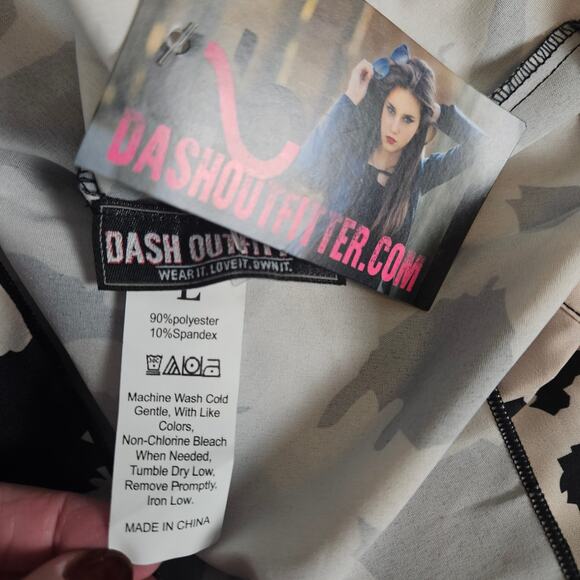 DASHOUTFITTER.COM
DASH
WEAR IT. LOVE IT. OWN IT.
L
90%polyester
10%Spandex
Machine Wash Cold
Gentle, With Like
Colors,
Non-Chlorine Bleach
When Needed,
Tumble Dry Low.
Remove Promptly.
Iron Low.
MADE IN CHINA